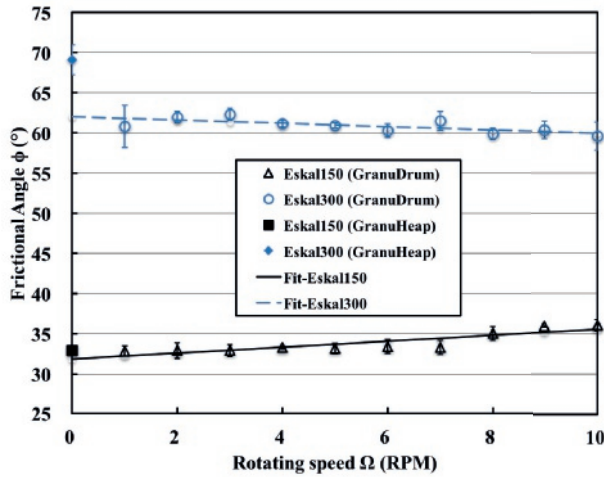 75
70
65
60
55
50
45
40
35
30
25
Frictional Angle ϕ (°)
Eskal150 (GranuDrum)
Eskal300 (GranuDrum)
Eskal150 (GranuHeap)
Eskal300 (GranuHeap)
Fit-Eskal150
Fit-Eskal300
0 2 4 6 8 10
Rotating speed Ω (RPM)